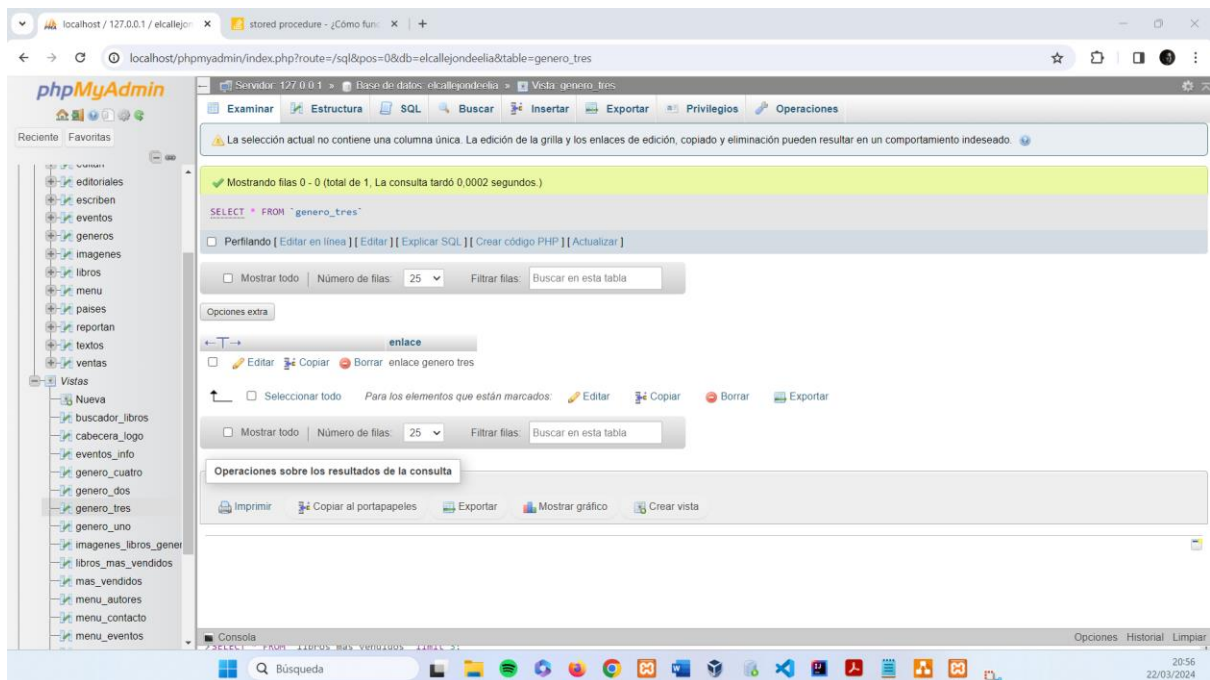 localhost / 127.0.0.1 / elcallejon
stored procedure - ¿Cómo fun
localhost/phpmyadmin/index.php?route=/sql&pos=0&db=elcallejondeelia&table=genero_tres
phpMyAdmin
Reciente Favoritas
editoriales
escriben
eventos
generos
imagenes
libros
menu
paises
reportan
textos
ventas
Vistas
Nueva
buscador_libros
cabecera_logo
eventos_info
genero_cuatro
genero_dos
genero_tres
genero_uno
imagenes_libros_gener
libros_mas_vendidos
mas_vendidos
menu_autores
menu_contacto
menu_eventos
Servidor: 127.0.0.1 » Base de datos: elcallejondeelia » Vista: genero_tres
Examinar Estructura SQL Buscar Insertar Exportar Privilegios Operaciones
La selección actual no contiene una columna única. La edición de la grilla y los enlaces de edición, copiado y eliminación pueden resultar en un comportamiento indeseado.
Mostrando filas 0 - 0 (total de 1, La consulta tardó 0,0002 segundos.)
SELECT * FROM `genero_tres`
Perfilando [ Editar en línea ] [ Editar ] [ Explicar SQL ] [ Crear código PHP ] [ Actualizar ]
Mostrar todo | Número de filas: 25 Filtrar filas: Buscar en esta tabla
Opciones extra
←T→ enlace
Editar Copiar Borrar enlace genero tres
Seleccionar todo Para los elementos que están marcados: Editar Copiar Borrar Exportar
Mostrar todo | Número de filas: 25 Filtrar filas: Buscar en esta tabla
Operaciones sobre los resultados de la consulta
Imprimir Copiar al portapapeles Exportar Mostrar gráfico Crear vista
Consola Opciones Historial Limpiar
>SELECT * FROM libros mas vendidos limit 3;
Búsqueda
20:56
22/03/2024